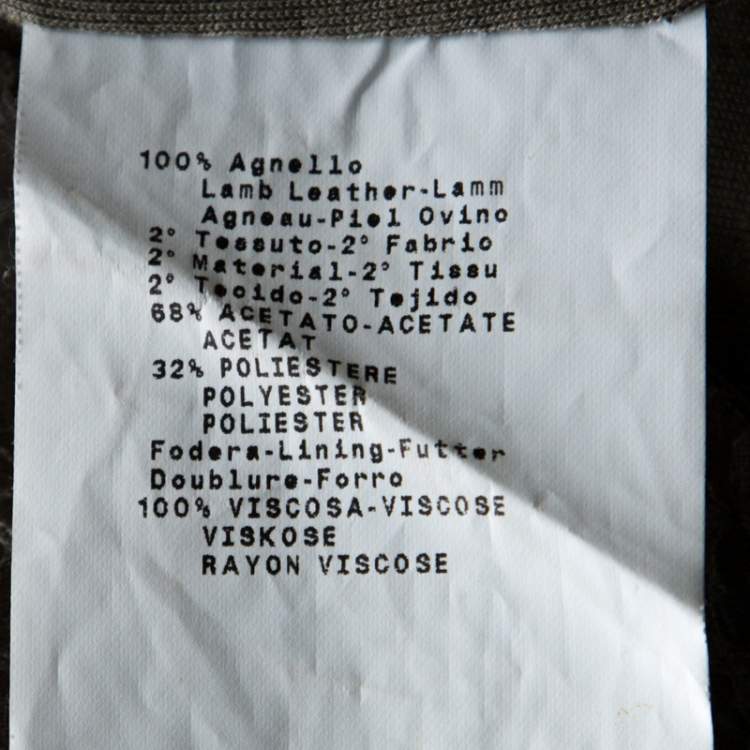 100% Agnello
Lamb Leather-Lamm
Agneau-Piel Ovino
2° Tessuto-2° Fabric
2° Material-2° Tissu
2° Tecido-2° Tejido
68% ACETATO-ACETATE
ACETAT
32% POLIESTERE
POLYESTER
POLIESTER
Fodera-Lining-Futter
Doublure-Forro
100% VISCOSA-VISCOSE
VISKOSE
RAYON VISCOSE